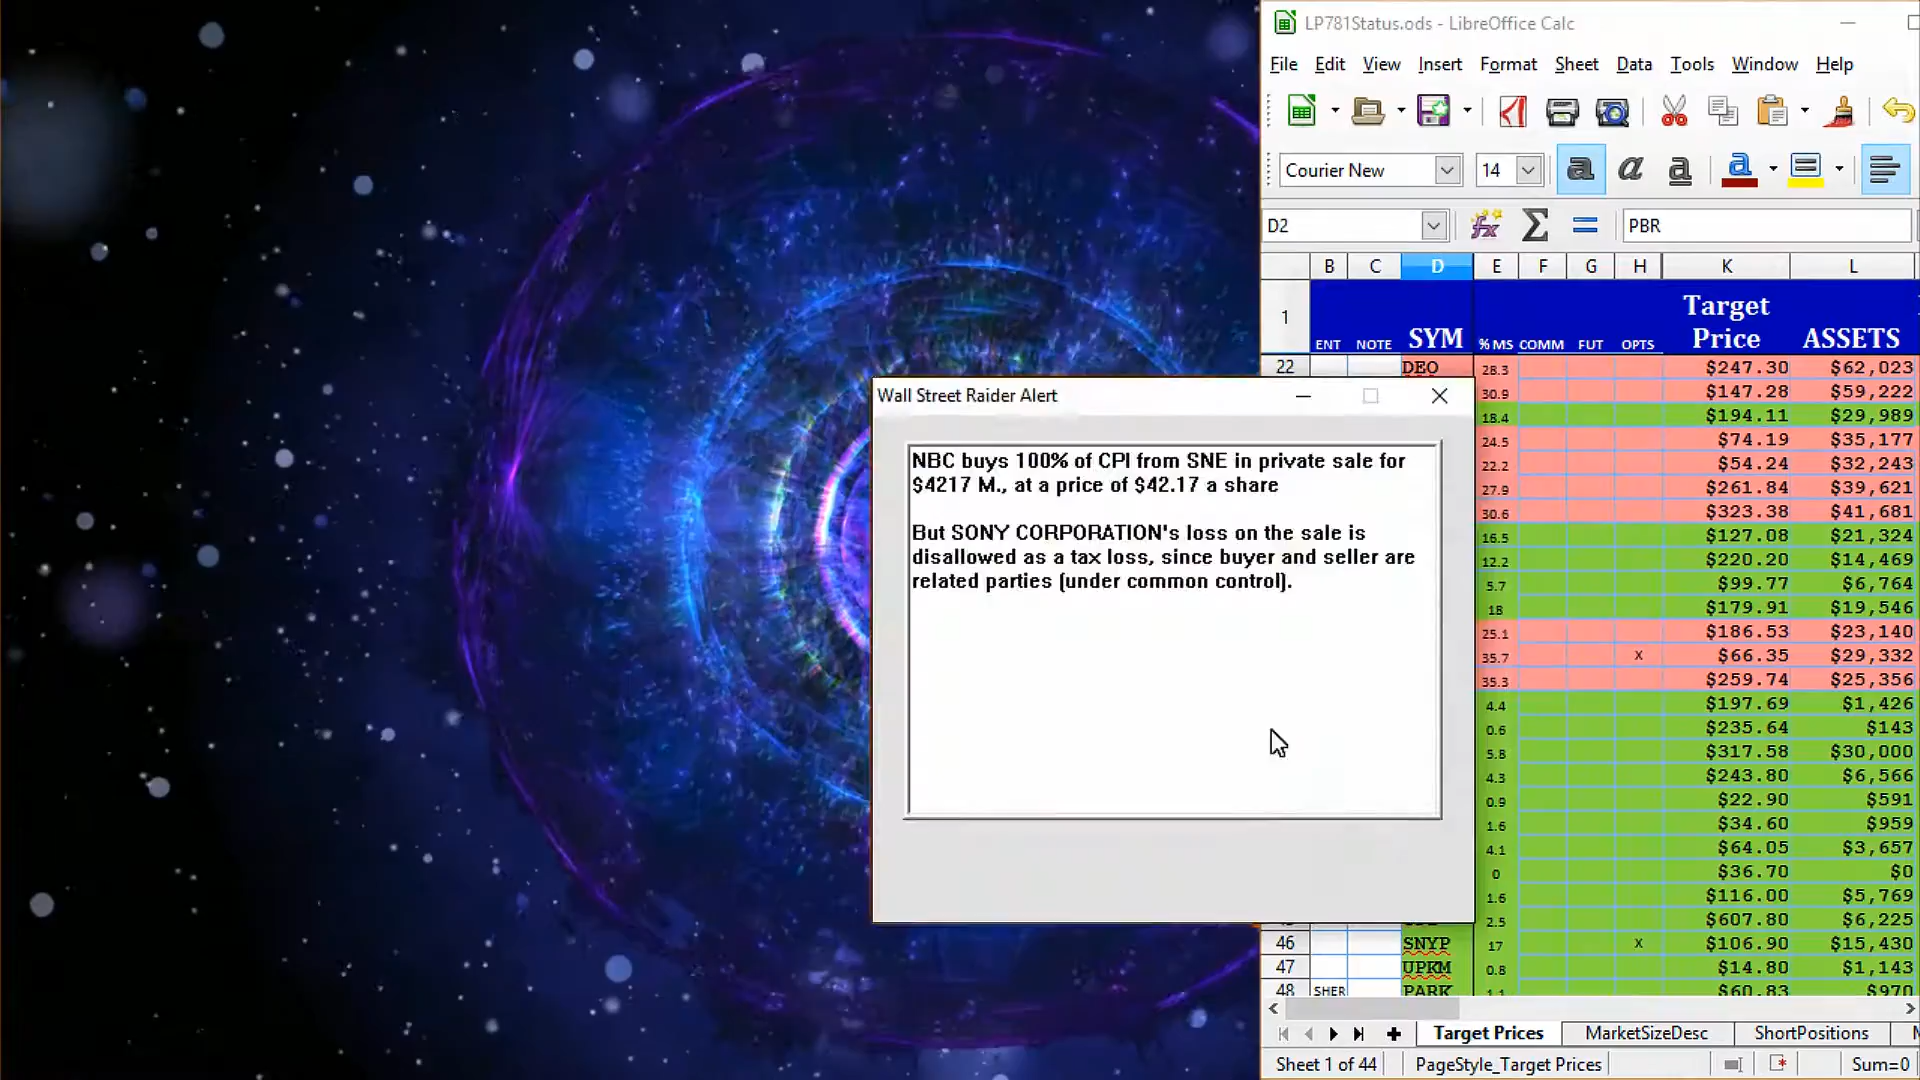 LP781Status.ods - LibreOffice Calc
File Edit View Insert Format Sheet Data Tools Window Help
Courier New 14 a a a a
D2 PBR
B C D E F G H K L
1 ENT NOTE SYM % MS COMM FUT OPTS Target Price ASSETS
22 DEO 28.3 $247.30 $62,023
30.9 $147.28 $59,222
18.4 $194.11 $29,989
24.5 $74.19 $35,177
22.2 $54.24 $32,243
27.9 $261.84 $39,621
30.6 $323.38 $41,681
16.5 $127.08 $21,324
12.2 $220.20 $14,469
5.7 $99.77 $6,764
18 $179.91 $19,546
25.1 $186.53 $23,140
35.7 x $66.35 $29,332
35.3 $259.74 $25,356
4.4 $197.69 $1,426
0.6 $235.64 $143
5.8 $317.58 $30,000
4.3 $243.80 $6,566
0.9 $22.90 $591
1.6 $34.60 $959
4.1 $64.05 $3,657
0 $36.70 $0
1.6 $116.00 $5,769
2.5 $607.80 $6,225
46 SNYP 17 x $106.90 $15,430
47 UPKM 0.8 $14.80 $1,143
48 SHER PARK 1.1 $60.83 $970
Target Prices MarketSizeDesc ShortPositions
Sheet 1 of 44 PageStyle_Target Prices Sum=0
Wall Street Raider Alert
NBC buys 100% of CPI from SNE in private sale for
$4217 M., at a price of $42.17 a share
But SONY CORPORATION's loss on the sale is
disallowed as a tax loss, since buyer and seller are
related parties (under common control).